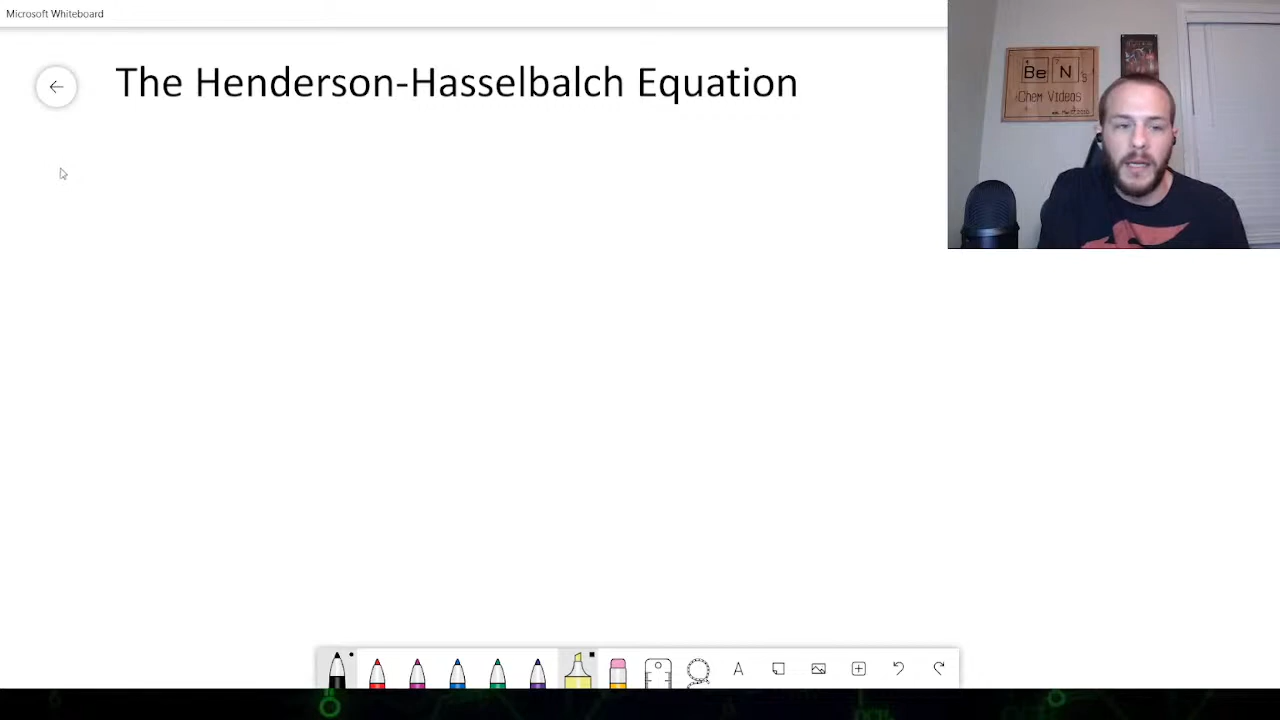 Microsoft Whiteboard
The Henderson-Hasselbalch Equation
Be N
Chem Videos
A